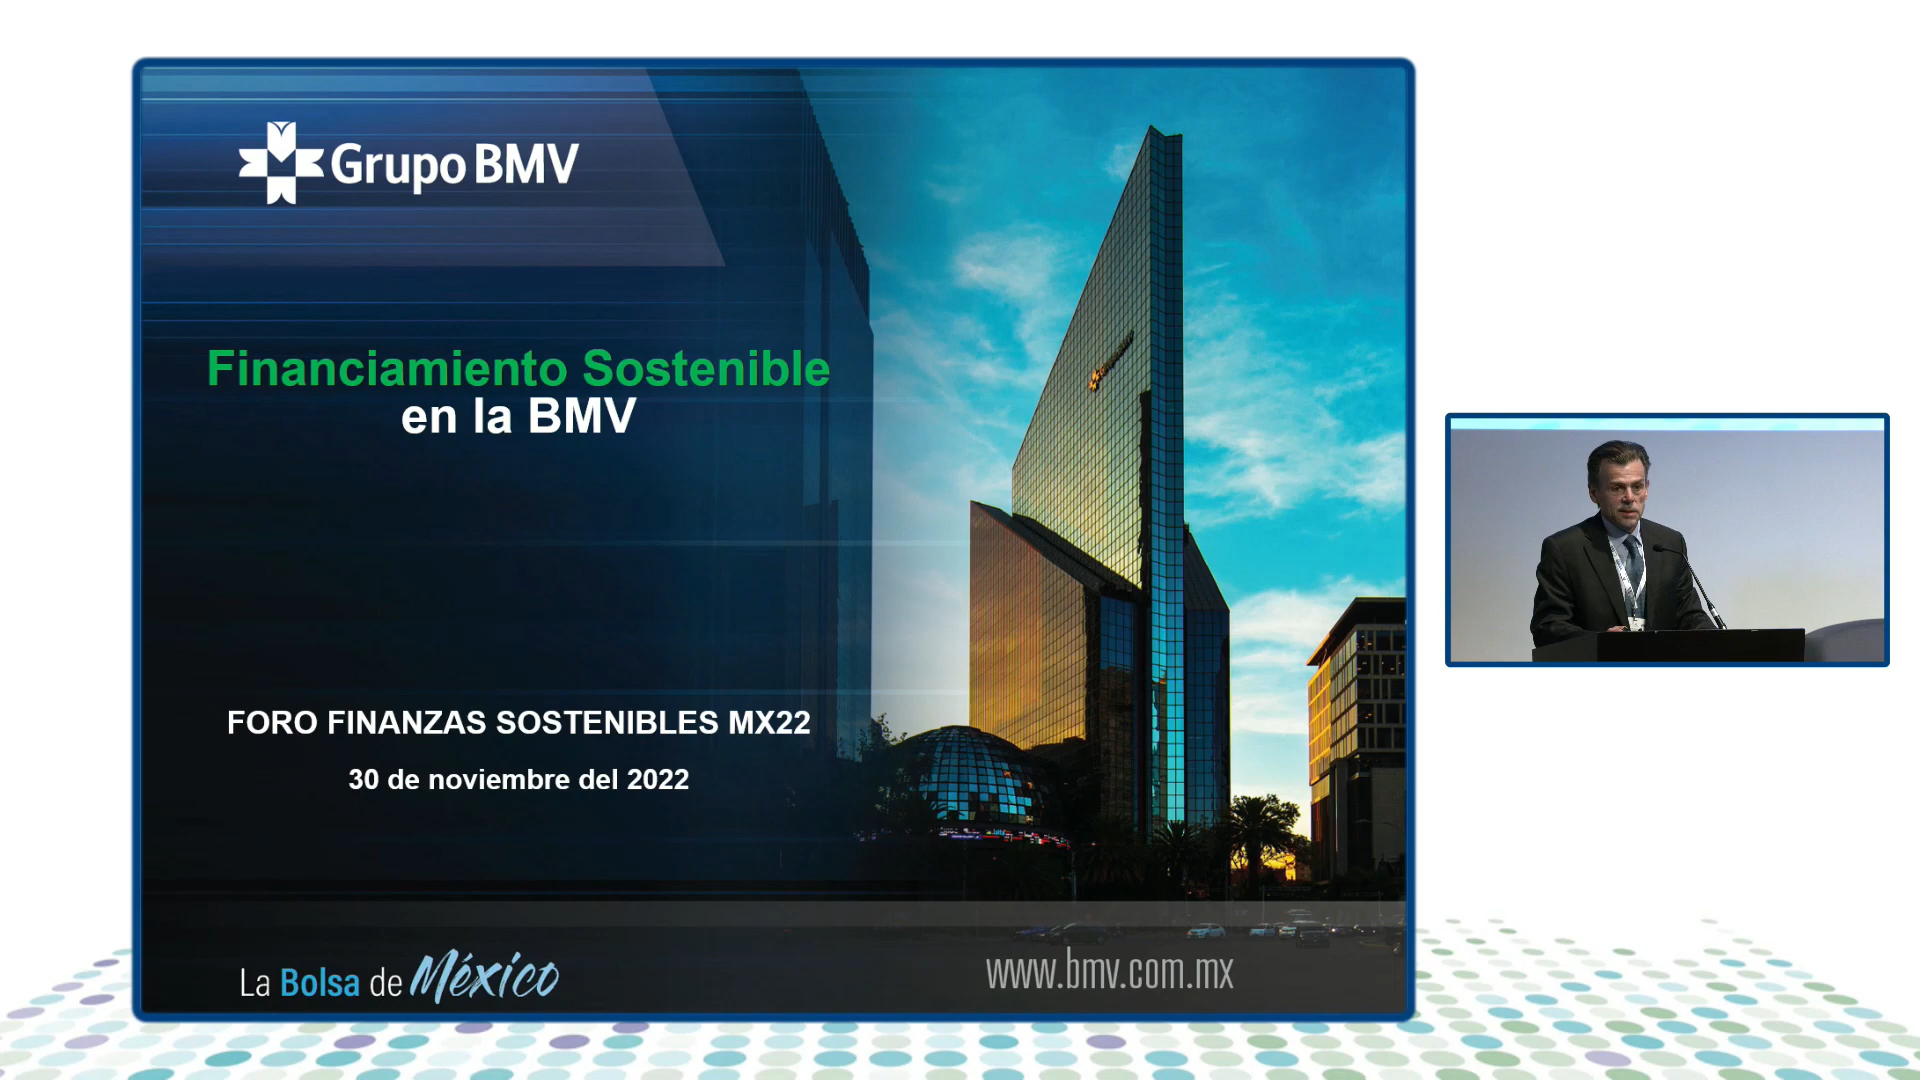 Grupo BMV
Financiamiento Sostenible
en la BMV
FORO FINANZAS SOSTENIBLES MX22
30 de noviembre del 2022
La Bolsa de México
www.bmv.com.mx